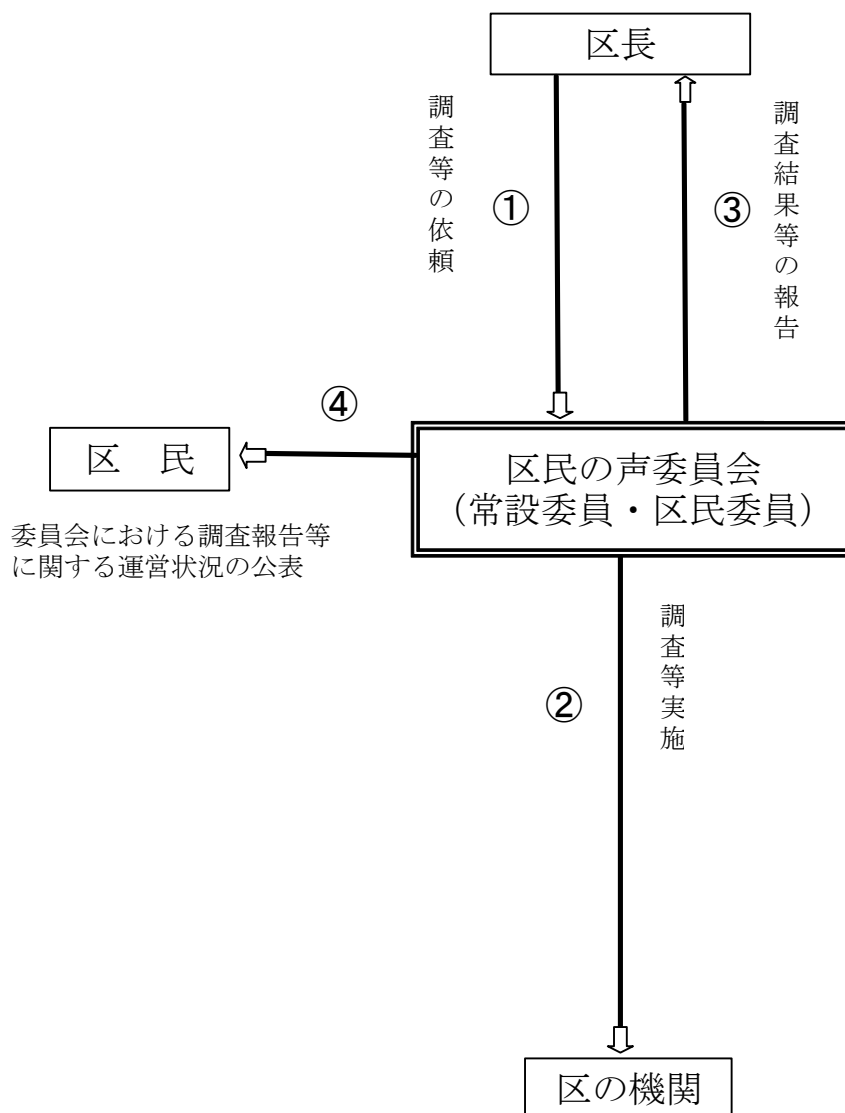 区長
調査等の依頼
①
③
調査結果等の報告
④
区　民
区民の声委員会
（常設委員・区民委員）
委員会における調査報告等
に関する運営状況の公表
②
調査等実施
区の機関